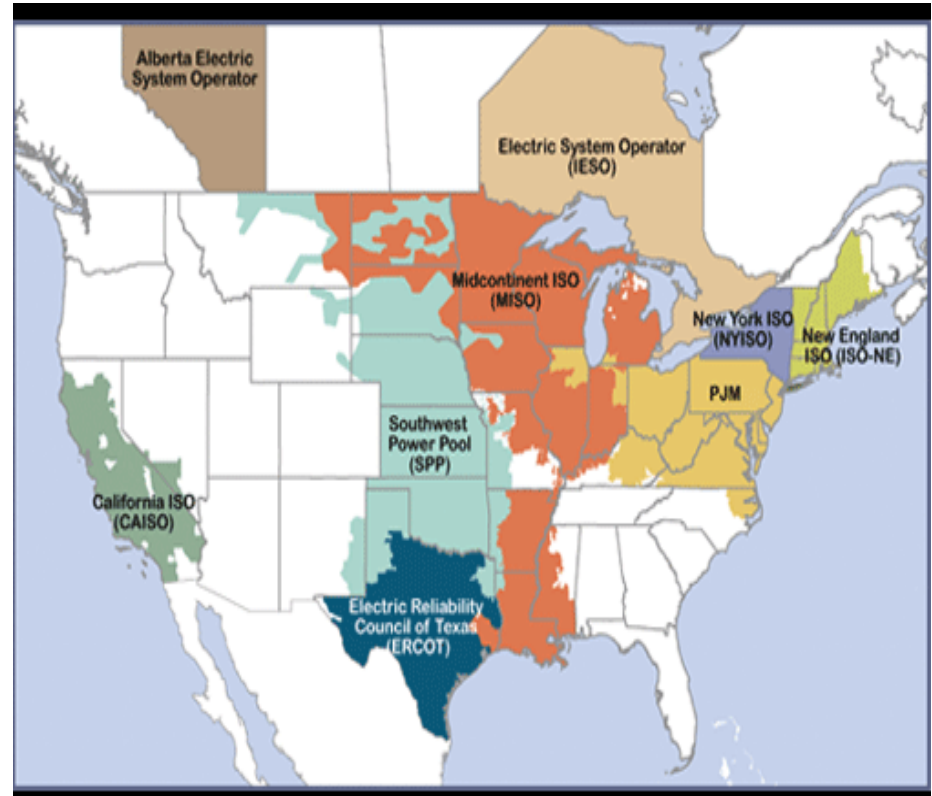 Alberta Electric
System Operator
Electric System Operator
(IESO)
Midcontinent ISO
(MISO)
New York ISO
(NYISO)
New England
ISO (ISO-NE)
PJM
Southwest
Power Pool
(SPP)
California ISO
(CAISO)
Electric Reliability
Council of Texas
(ERCOT)